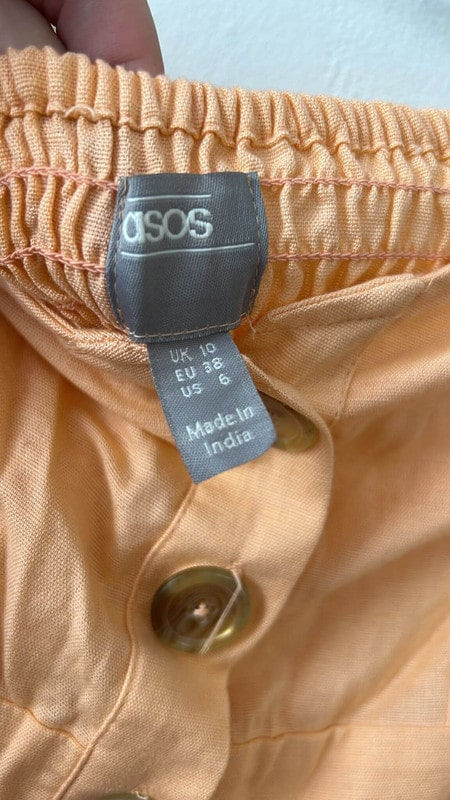 asos
UK 10
EU 38
US 6
Made In
India